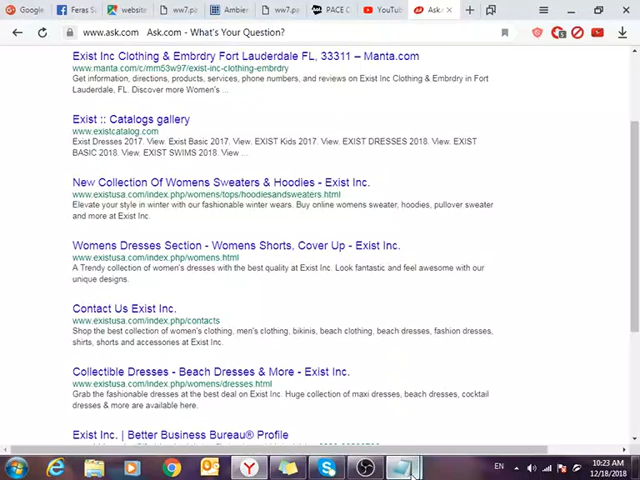 Google
Feras S
website
ww7.p
Ambien
ww7.p
PACE C
YouTu
Ask.c
www.ask.com Ask.com - What's Your Question?
Exist Inc Clothing & Embrdry Fort Lauderdale FL, 33311 – Manta.com
www.manta.com/c/mm53w97/exist-inc-clothing-embrdry
Get information, directions, products, services, phone numbers, and reviews on Exist Inc Clothing & Embrdry in Fort
Lauderdale, FL. Discover more Women's ...
Exist :: Catalogs gallery
www.existcatalog.com
Exist Dresses 2017. View. Exist Basic 2017. View. EXIST Kids 2017. View. EXIST DRESSES 2018. View. EXIST
BASIC 2018. View. EXIST SWIMS 2018. View ...
New Collection Of Womens Sweaters & Hoodies - Exist Inc.
www.existusa.com/index.php/womens/tops/hoodiesandsweaters.html
Elevate your style in winter with our fashionable winter wears. Buy online womens sweater, hoodies, pullover sweater
and more at Exist Inc.
Womens Dresses Section - Womens Shorts, Cover Up - Exist Inc.
www.existusa.com/index.php/womens.html
A Trendy collection of women's dresses with the best quality at Exist Inc. Look fantastic and feel awesome with our
unique designs.
Contact Us Exist Inc.
www.existusa.com/index.php/contacts
Shop the best collection of women's clothing, men's clothing, bikinis, beach clothing, beach dresses, fashion dresses,
shirts, shorts and accessories at Exist Inc.
Collectible Dresses - Beach Dresses & More - Exist Inc.
www.existusa.com/index.php/womens/dresses.html
Grab the fashionable dresses at the best deal on Exist Inc. Huge collection of maxi dresses, beach dresses, cocktail
dresses & more are available here.
Exist Inc. | Better Business Bureau® Profile
EN
10:23 AM
12/18/2018